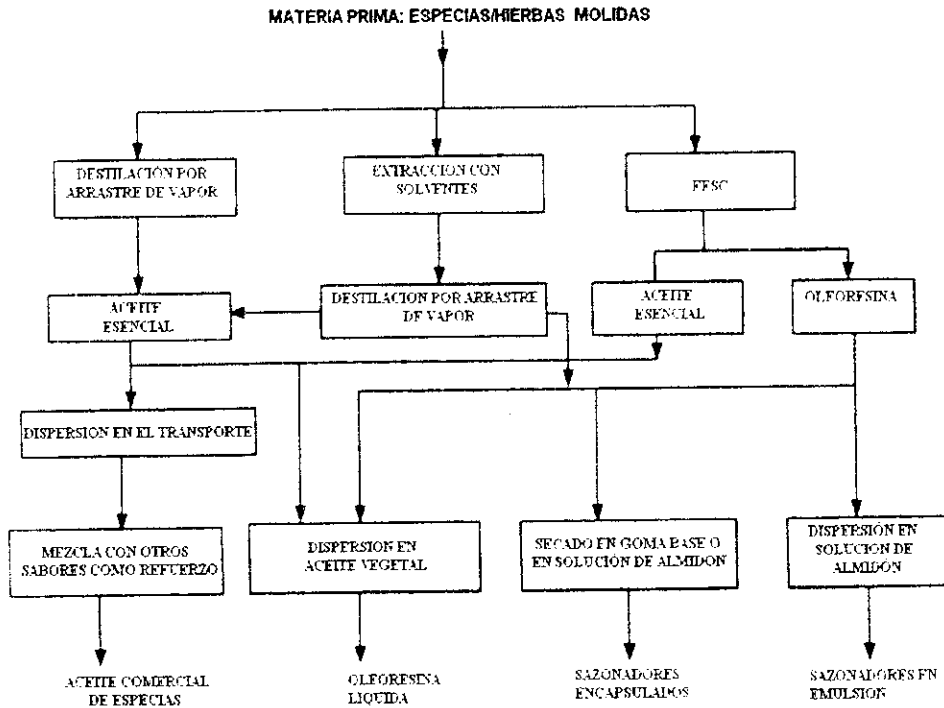 MATERIA PRIMA: ESPECIAS/HIERBAS MOLIDAS
DESTILACIÓN POR
ARRASTRE DE VAPOR
EXTRACCION CON
SOLVENTES
FFSC
ACEITE
ESENCIAL
DESTILACION POR ARRASTRE
DE VAPOR
ACEITE
ESENCIAL
OLEORESINA
DISPERSION EN EL TRANSPORTE
MEZCLA CON OTROS
SABORES COMO REFUERZO
DISPERSION EN
ACEITE VEGETAL
SECADO EN GOMA BASE O
EN SOLUCIÓN DE ALMIDON
DISPERSIÓN EN
SOLUCIÓN DE
ALMIDÓN
ACEITE COMERCIAL
DE ESPECIAS
OLEORESINA
LIQUIDA
SAZONADORES
ENCAPSULADOS
SAZONADORES EN
EMULSION